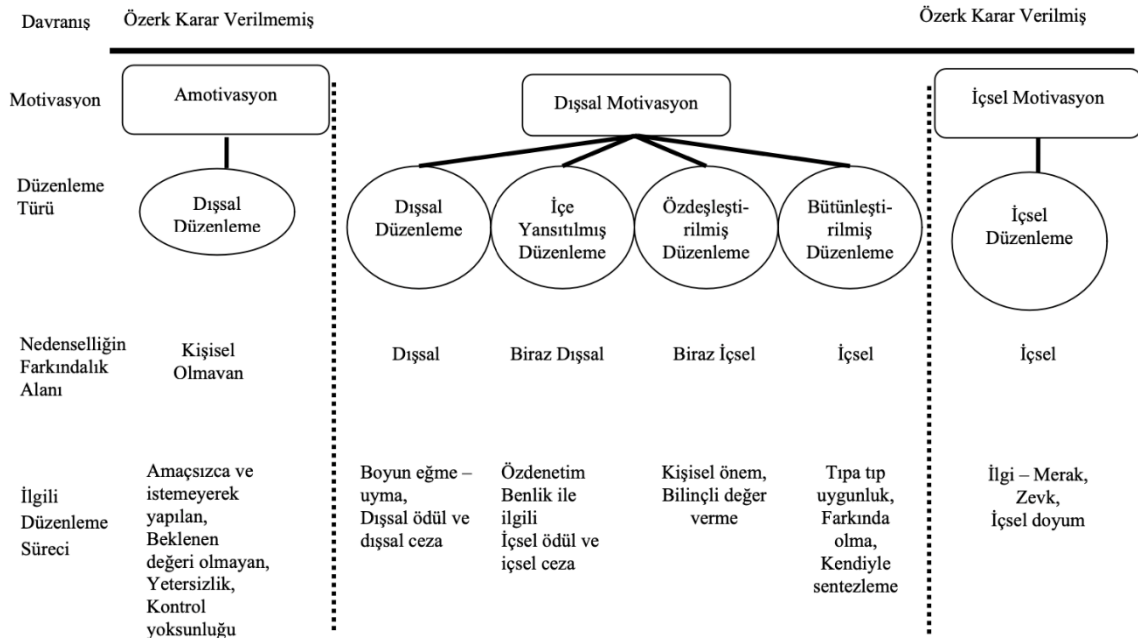 Davranış
Özerk Karar Verilmemiş
Özerk Karar Verilmiş
Motivasyon
Amotivasyon
Dışsal Motivasyon
İçsel Motivasyon
Düzenleme
Türü
Dışsal
Düzenleme
Dışsal
Düzenleme
İçe
Yansıtılmış
Düzenleme
Özdeşleşti-
rilmiş
Düzenleme
Bütünleşti-
rilmiş
Düzenleme
İçsel
Düzenleme
Nedenselliğin
Farkındalık
Alanı
Kişisel
Olmavan
Dışsal
Biraz Dışsal
Biraz İçsel
İçsel
İçsel
İlgili
Düzenleme
Süreci
Amaçsızca ve
istemeyerek
yapılan,
Beklenen
değeri olmayan,
Yetersizlik,
Kontrol
yoksunluğu
Boyun eğme –
uyma,
Dışsal ödül ve
dışsal ceza
Özdenetim
Benlik ile
ilgili
İçsel ödül ve
içsel ceza
Kişisel önem,
Bilinçli değer
verme
Tıpa tıp
uygunluk,
Farkında
olma,
Kendiyle
sentezleme
İlgi – Merak,
Zevk,
İçsel doyum